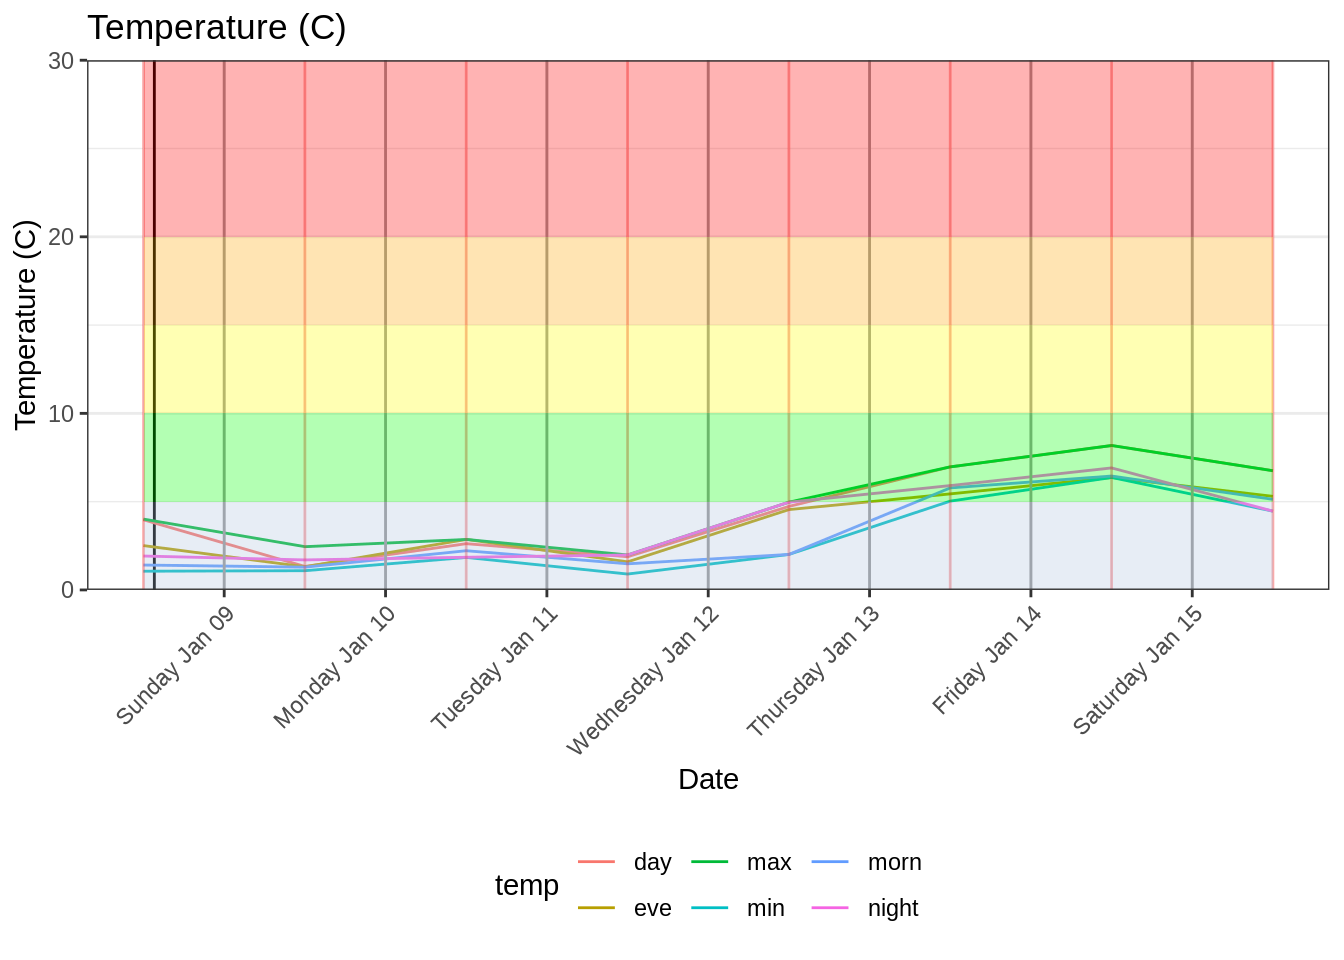 Temperature (C)
Temperature (C)
30
20
10
0
Sunday Jan 09
Monday Jan 10
Tuesday Jan 11
Wednesday Jan 12
Thursday Jan 13
Friday Jan 14
Saturday Jan 15
Date
temp
day
max
morn
eve
min
night